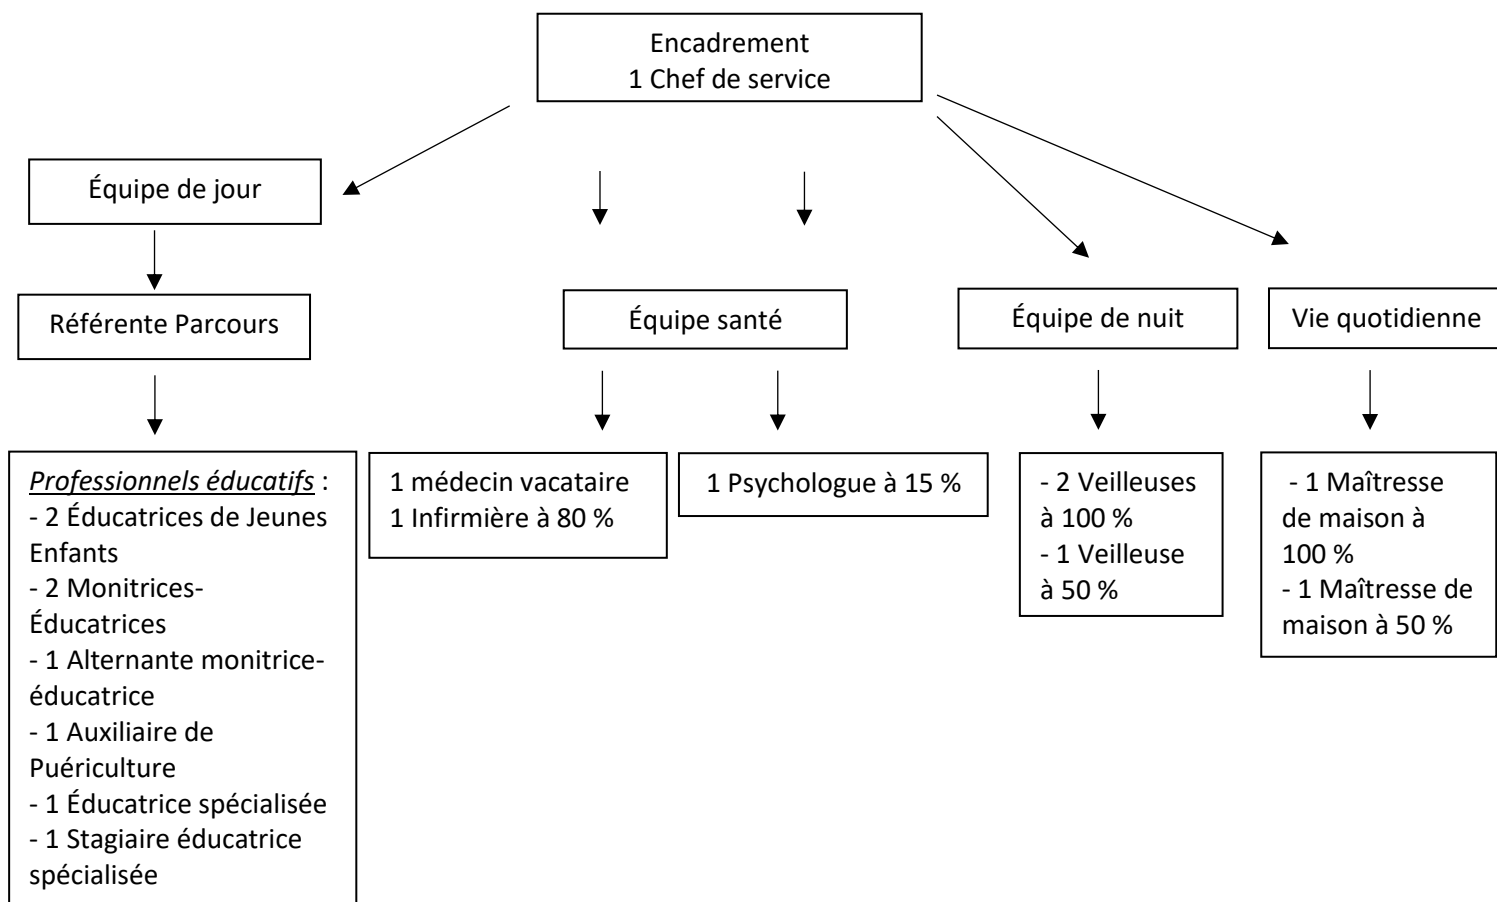 Encadrement
1 Chef de service
Équipe de jour
Référente Parcours
Équipe santé
Équipe de nuit
Vie quotidienne
Professionnels éducatifs :
- 2 Éducatrices de Jeunes
Enfants
- 2 Monitrices-
Éducatrices
- 1 Alternante monitrice-
éducatrice
- 1 Auxiliaire de
Puériculture
- 1 Éducatrice spécialisée
- 1 Stagiaire éducatrice
spécialisée
1 médecin vacataire
1 Infirmière à 80 %
1 Psychologue à 15 %
- 2 Veilleuses
à 100 %
- 1 Veilleuse
à 50 %
- 1 Maîtresse
de maison à
100 %
- 1 Maîtresse de
maison à 50 %